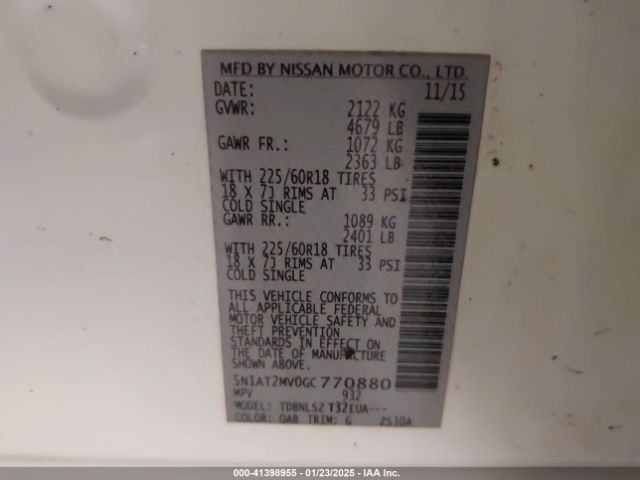 MFD BY NISSAN MOTOR CO., LTD.
DATE: 11/15
GVWR: 2122 KG
4679 LB
GAWR FR.: 1072 KG
2363 LB
WITH 225/60R18 TIRES
18 X 7J RIMS AT 33 PSI
COLD SINGLE
GAWR RR.: 1089 KG
2401 LB
WITH 225/60R18 TIRES
18 X 7J RIMS AT 33 PSI
COLD SINGLE
THIS VEHICLE CONFORMS TO
ALL APPLICABLE FEDERAL
MOTOR VEHICLE SAFETY AND
THEFT PREVENTION
STANDARDS IN EFFECT ON
THE DATE OF MANUFACTURE
SHOWN ABOVE.
5N1AT2MV0GC770880
MPV 932
MODEL: TDBNLSZ T32EUA---
COLOR: QAB TRIM: G 2530A
000-41398955 - 01/23/2025 - IAA Inc.